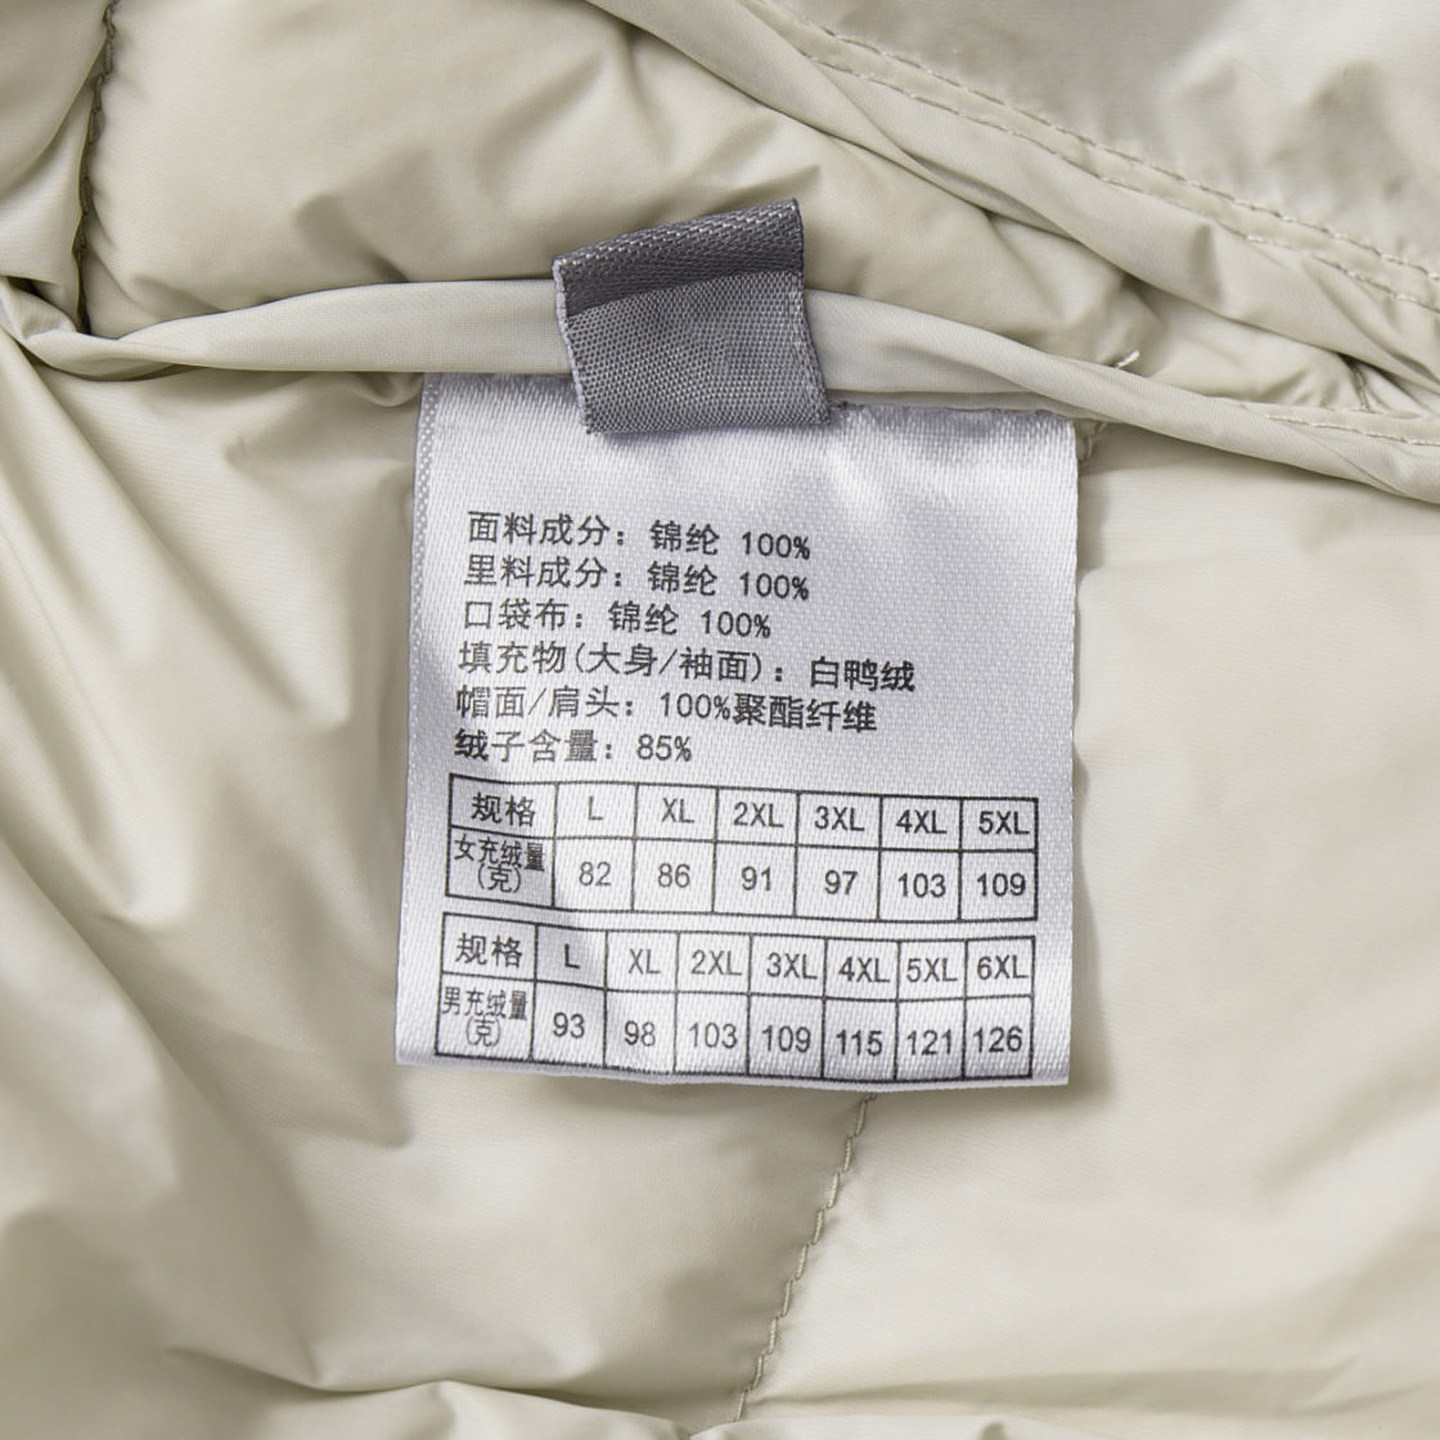 面料成分：锦纶 100%
里料成分：锦纶 100%
口袋布：锦纶 100%
填充物(大身/袖面)：白鸭绒
帽面/肩头：100%聚酯纤维
绒子含量：85%
规格 L XL 2XL 3XL 4XL 5XL
女充绒量(克) 82 86 91 97 103 109
规格 L XL 2XL 3XL 4XL 5XL 6XL
男充绒量(克) 93 98 103 109 115 121 126